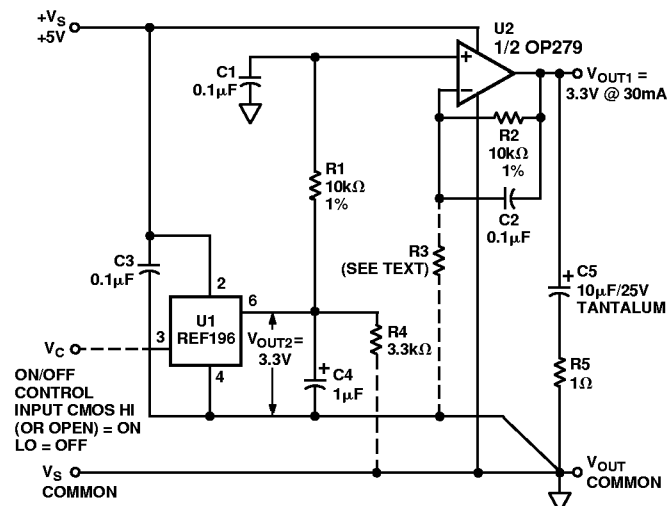 +VS
+5V
U2
1/2 OP279
C1
0.1µF
+
−
VOUT1 =
3.3V @ 30mA
R2
10kΩ
1%
R1
10kΩ
1%
C2
0.1µF
R3
(SEE TEXT)
C3
0.1µF
2
+
C5
10µF/25V
TANTALUM
U1
REF196
6
3
4
VOUT2 =
3.3V
R4
3.3kΩ
VC
+
C4
1µF
R5
1Ω
ON/OFF
CONTROL
INPUT CMOS HI
(OR OPEN) = ON
LO = OFF
VS
COMMON
VOUT
COMMON